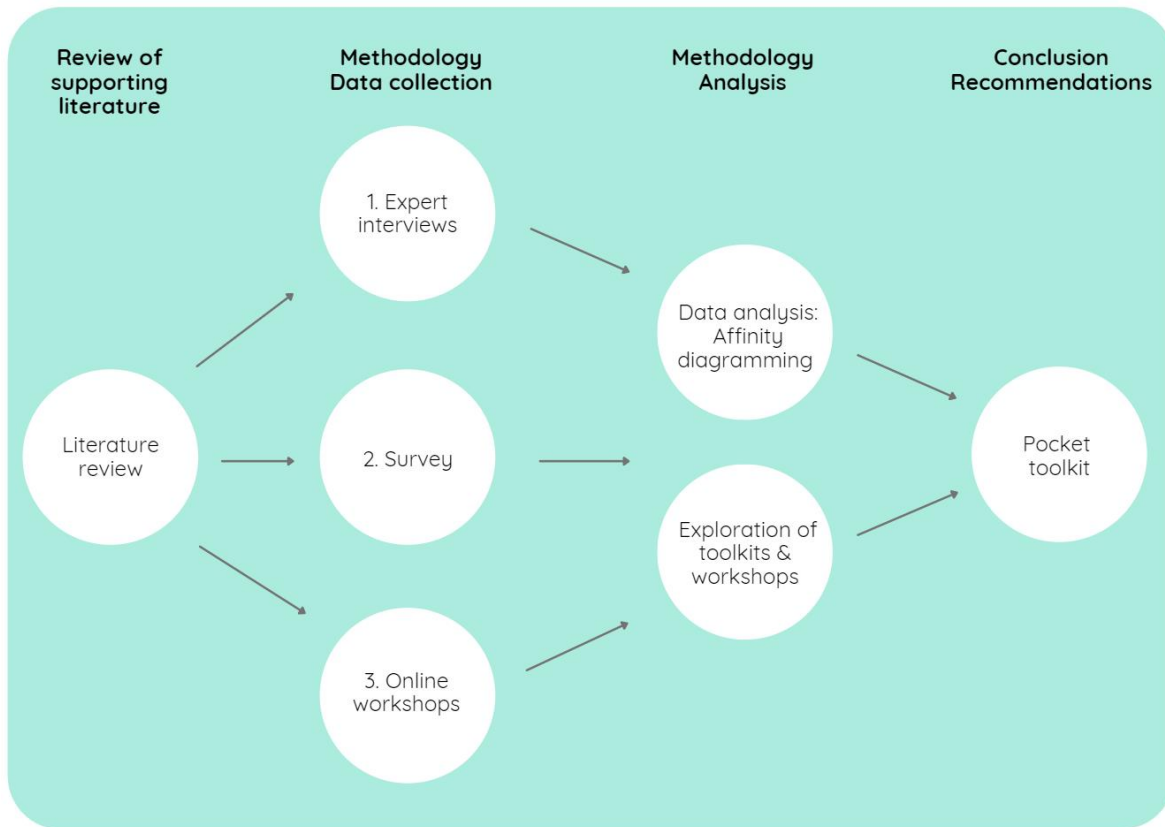 Review of
supporting
literature
Methodology
Data collection
Methodology
Analysis
Conclusion
Recommendations
1. Expert
interviews
Data analysis:
Affinity
diagramming
Literature
review
2. Survey
Pocket
toolkit
Exploration of
toolkits &
workshops
3. Online
workshops